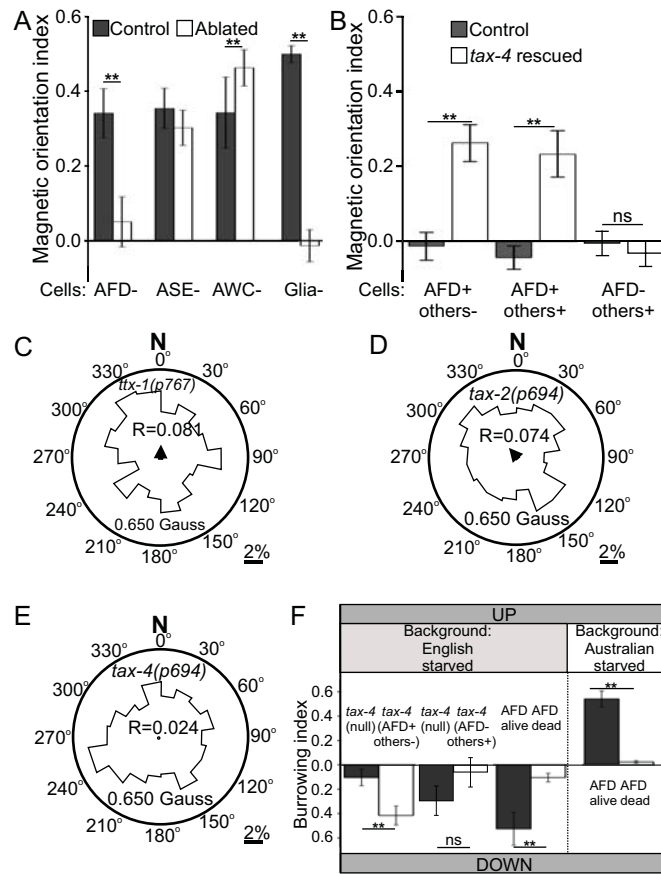 A
Control
Ablated
Magnetic orientation index
0.6
0.4
0.2
0.0
**
**
**
Cells: AFD- ASE- AWC- Glia-
B
Control
tax-4 rescued
Magnetic orientation index
0.6
0.4
0.2
0.0
**
**
ns
Cells: AFD+ AFD+ AFD-
others- others+ others+
C
N
0°
30°
60°
90°
120°
150°
180°
210°
240°
270°
300°
330°
ttx-1(p767)
R=0.081
0.650 Gauss
2%
D
N
0°
30°
60°
90°
120°
150°
180°
210°
240°
270°
300°
330°
tax-2(p694)
R=0.074
0.650 Gauss
2%
E
N
0°
30°
60°
90°
120°
150°
180°
210°
240°
270°
300°
330°
tax-4(p694)
R=0.024
0.650 Gauss
2%
F
UP
Background: English starved
Background: Australian starved
Burrowing index
0.6
0.4
0.2
0.0
0.2
0.4
0.6
tax-4 tax-4 tax-4 tax-4
(null) (AFD+ (null) (AFD-
others-) others+)
AFD AFD
alive dead
**
AFD AFD
alive dead
**
ns
**
DOWN